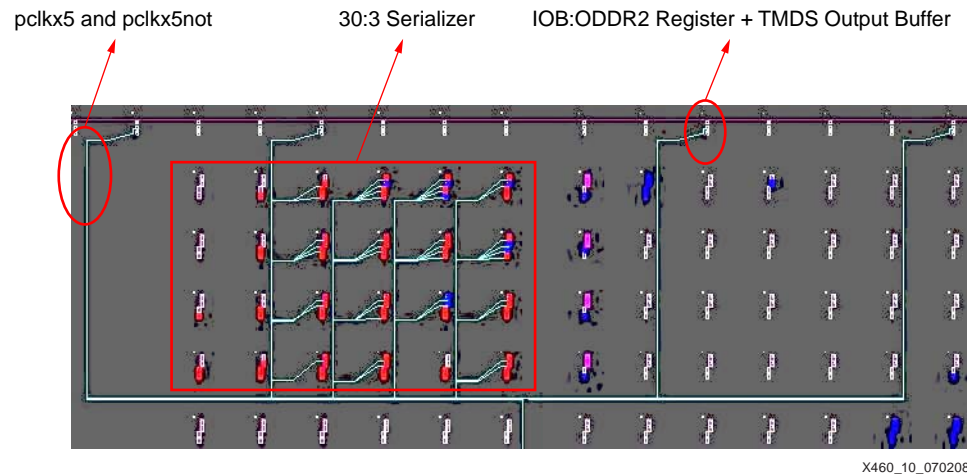 pclkx5 and pclkx5not
30:3 Serializer
IOB:ODDR2 Register + TMDS Output Buffer
X460_10_070208